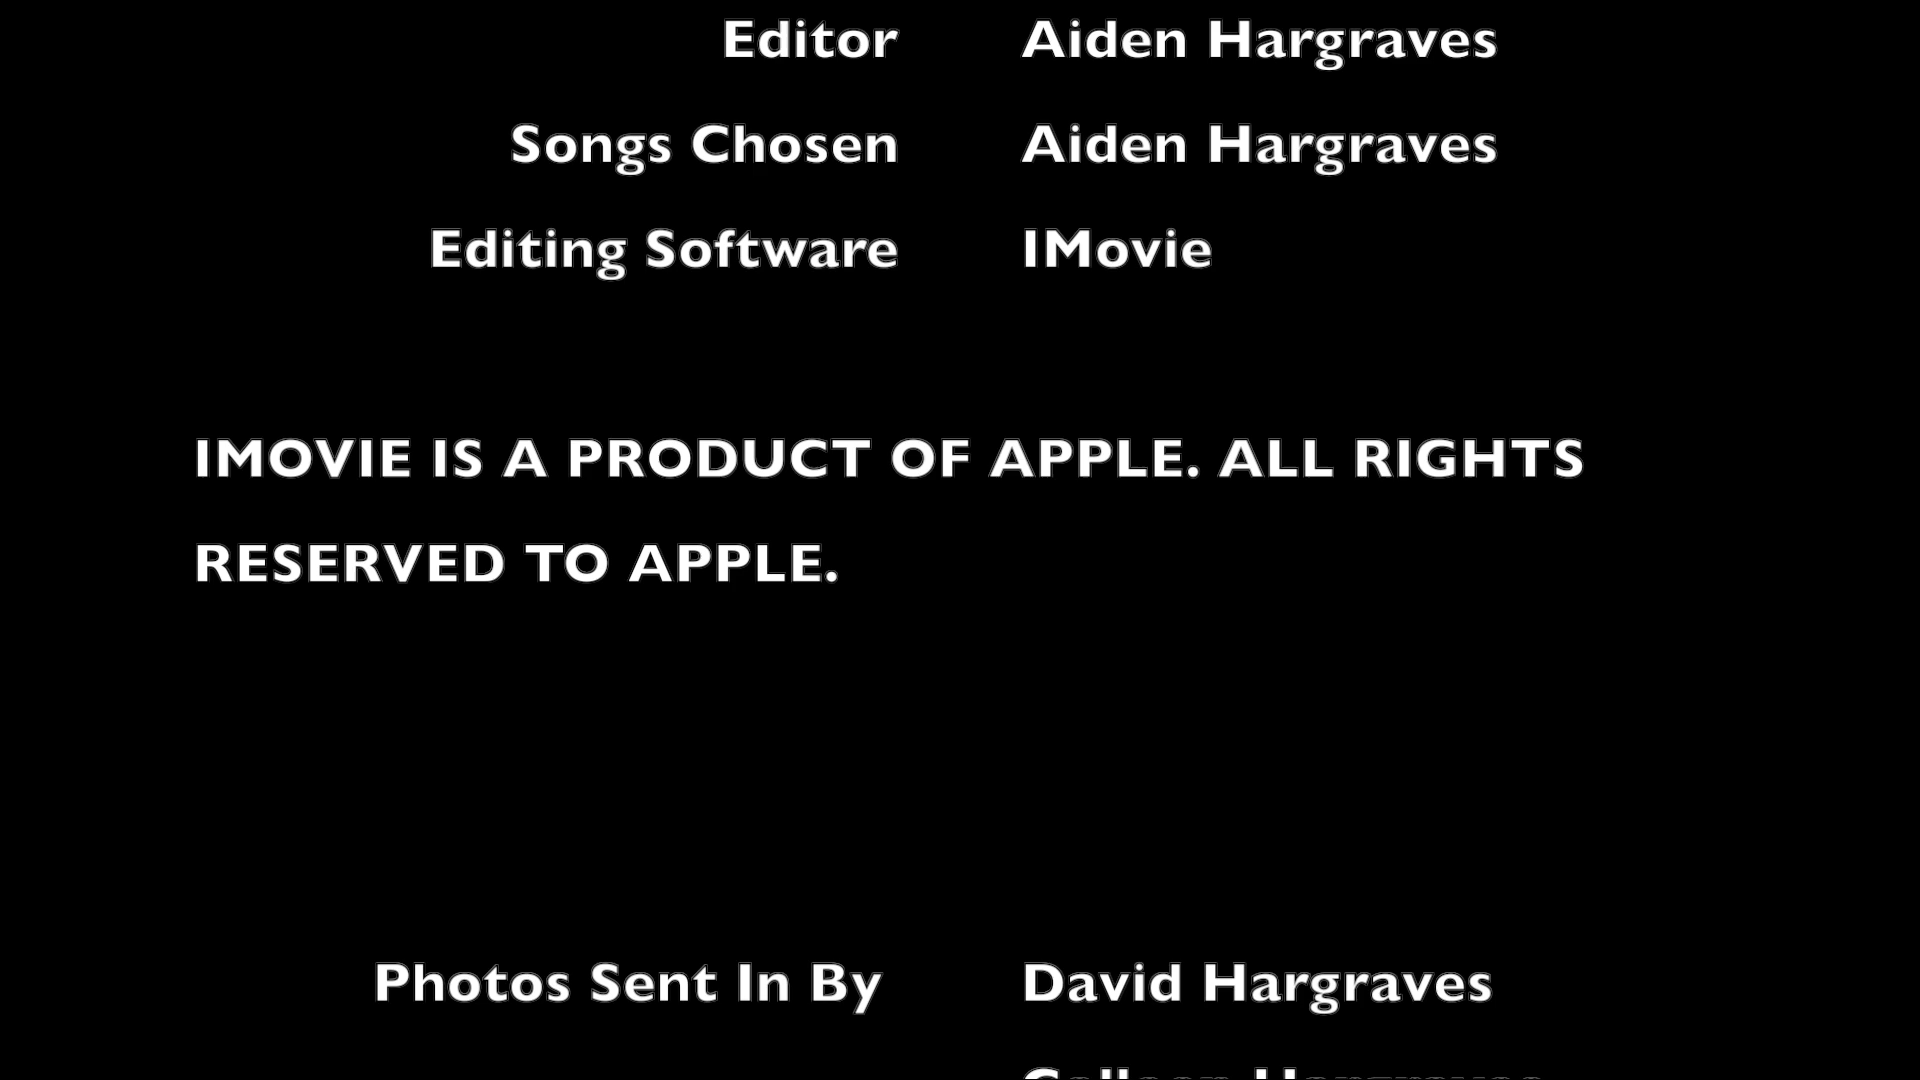 Editor Aiden Hargraves
Songs Chosen Aiden Hargraves
Editing Software IMovie
IMOVIE IS A PRODUCT OF APPLE. ALL RIGHTS
RESERVED TO APPLE.
Photos Sent In By David Hargraves